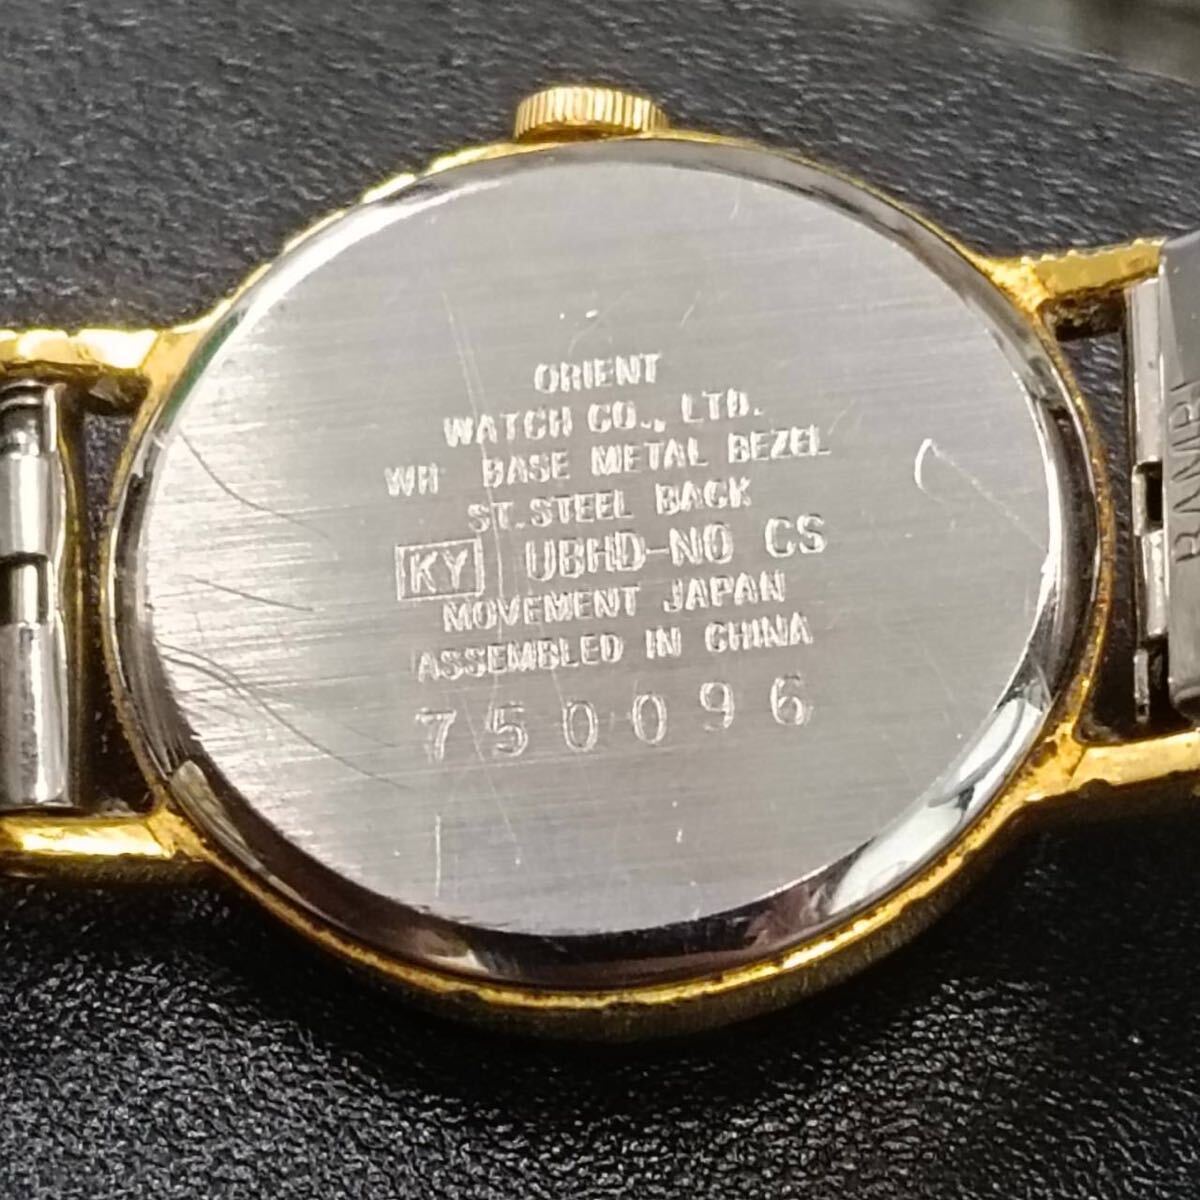 ORIENT
WATCH CO., LTD.
WH BASE METAL BEZEL
ST.STEEL BACK
KY UBHD-N0 CS
MOVEMENT JAPAN
ASSEMBLED IN CHINA
750096